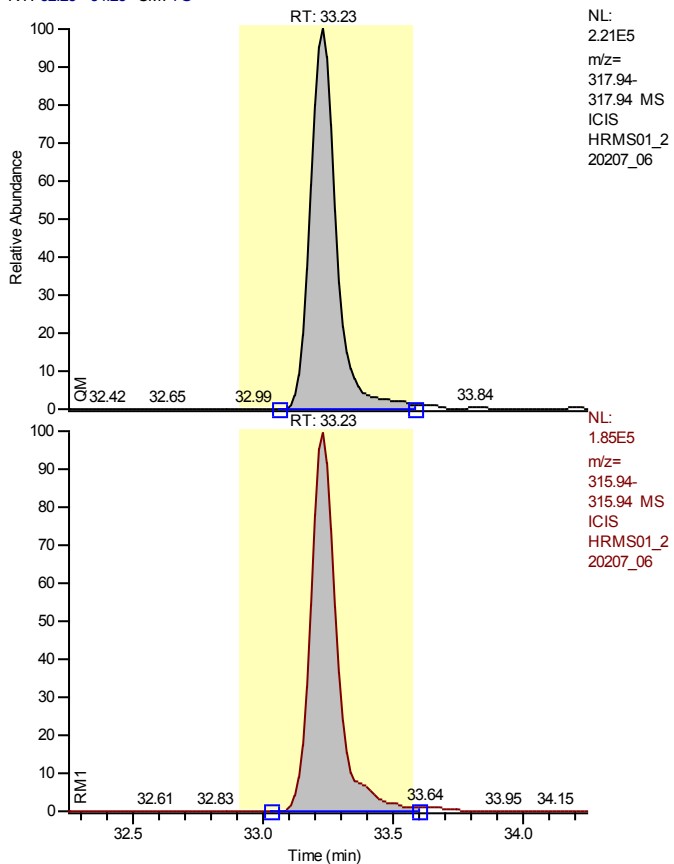 RT: 33.23
NL:
2.21E5
m/z=
317.94-
317.94 MS
ICIS
HRMS01_2
20207_06
100
90
80
70
60
50
40
30
20
10
0
Relative Abundance
QM
32.42 32.65 32.99 33.84
RT: 33.23
NL:
1.85E5
m/z=
315.94-
315.94 MS
ICIS
HRMS01_2
20207_06
100
90
80
70
60
50
40
30
20
10
0
RM1
32.61 32.83 33.64 33.95 34.15
32.5 33.0 33.5 34.0
Time (min)